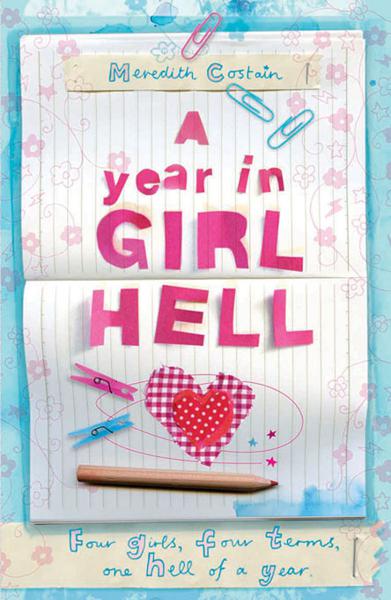 Meredith Costain
A
year in
GIRL
HELL
Four girls, four terms,
one hell of a year.